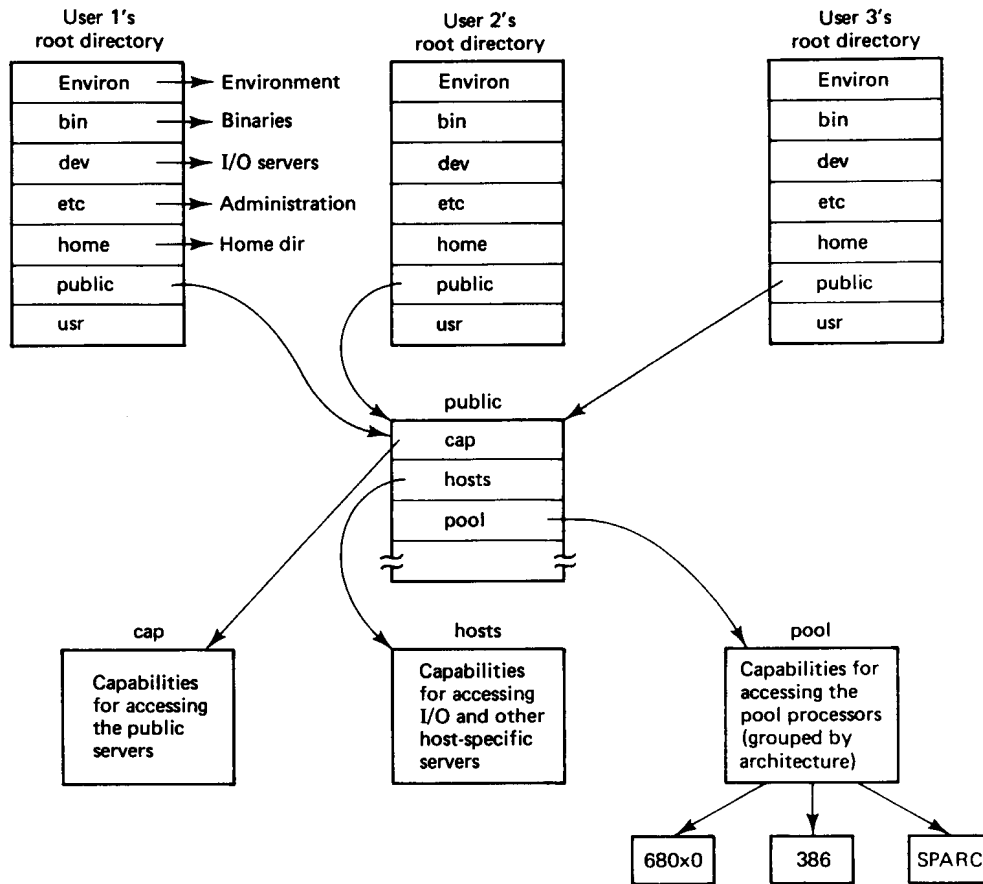 User 1's
root directory
User 2's
root directory
User 3's
root directory
Environ
Environment
bin
Binaries
dev
I/O servers
etc
Administration
home
Home dir
public
usr
Environ
bin
dev
etc
home
public
usr
Environ
bin
dev
etc
home
public
usr
public
cap
hosts
pool
cap
Capabilities
for accessing
the public
servers
hosts
Capabilities
for accessing
I/O and other
host-specific
servers
pool
Capabilities for
accessing the
pool processors
(grouped by
architecture)
680x0
386
SPARC